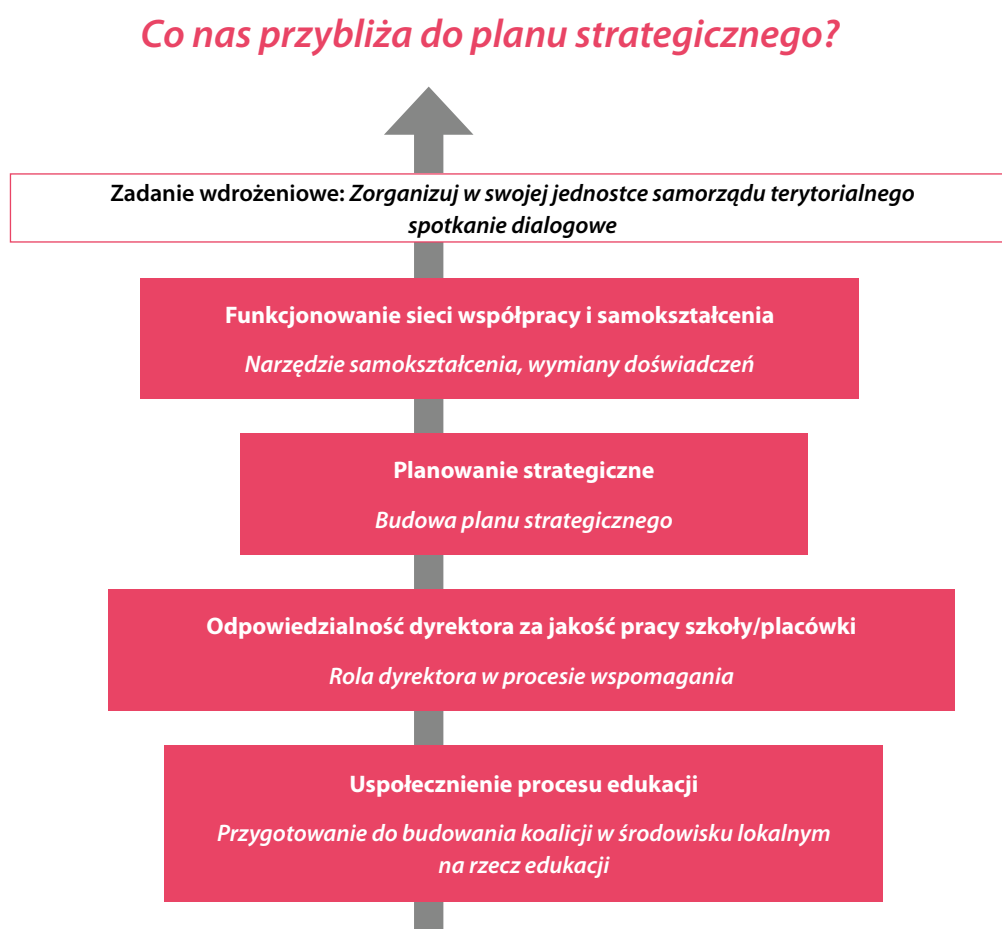 Co nas przybliża do planu strategicznego?
Zadanie wdrożeniowe: Zorganizuj w swojej jednostce samorządu terytorialnego
spotkanie dialogowe
Funkcjonowanie sieci współpracy i samokształcenia
Narzędzie samokształcenia, wymiany doświadczeń
Planowanie strategiczne
Budowa planu strategicznego
Odpowiedzialność dyrektora za jakość pracy szkoły/placówki
Rola dyrektora w procesie wspomagania
Uspołecznienie procesu edukacji
Przygotowanie do budowania koalicji w środowisku lokalnym
na rzecz edukacji